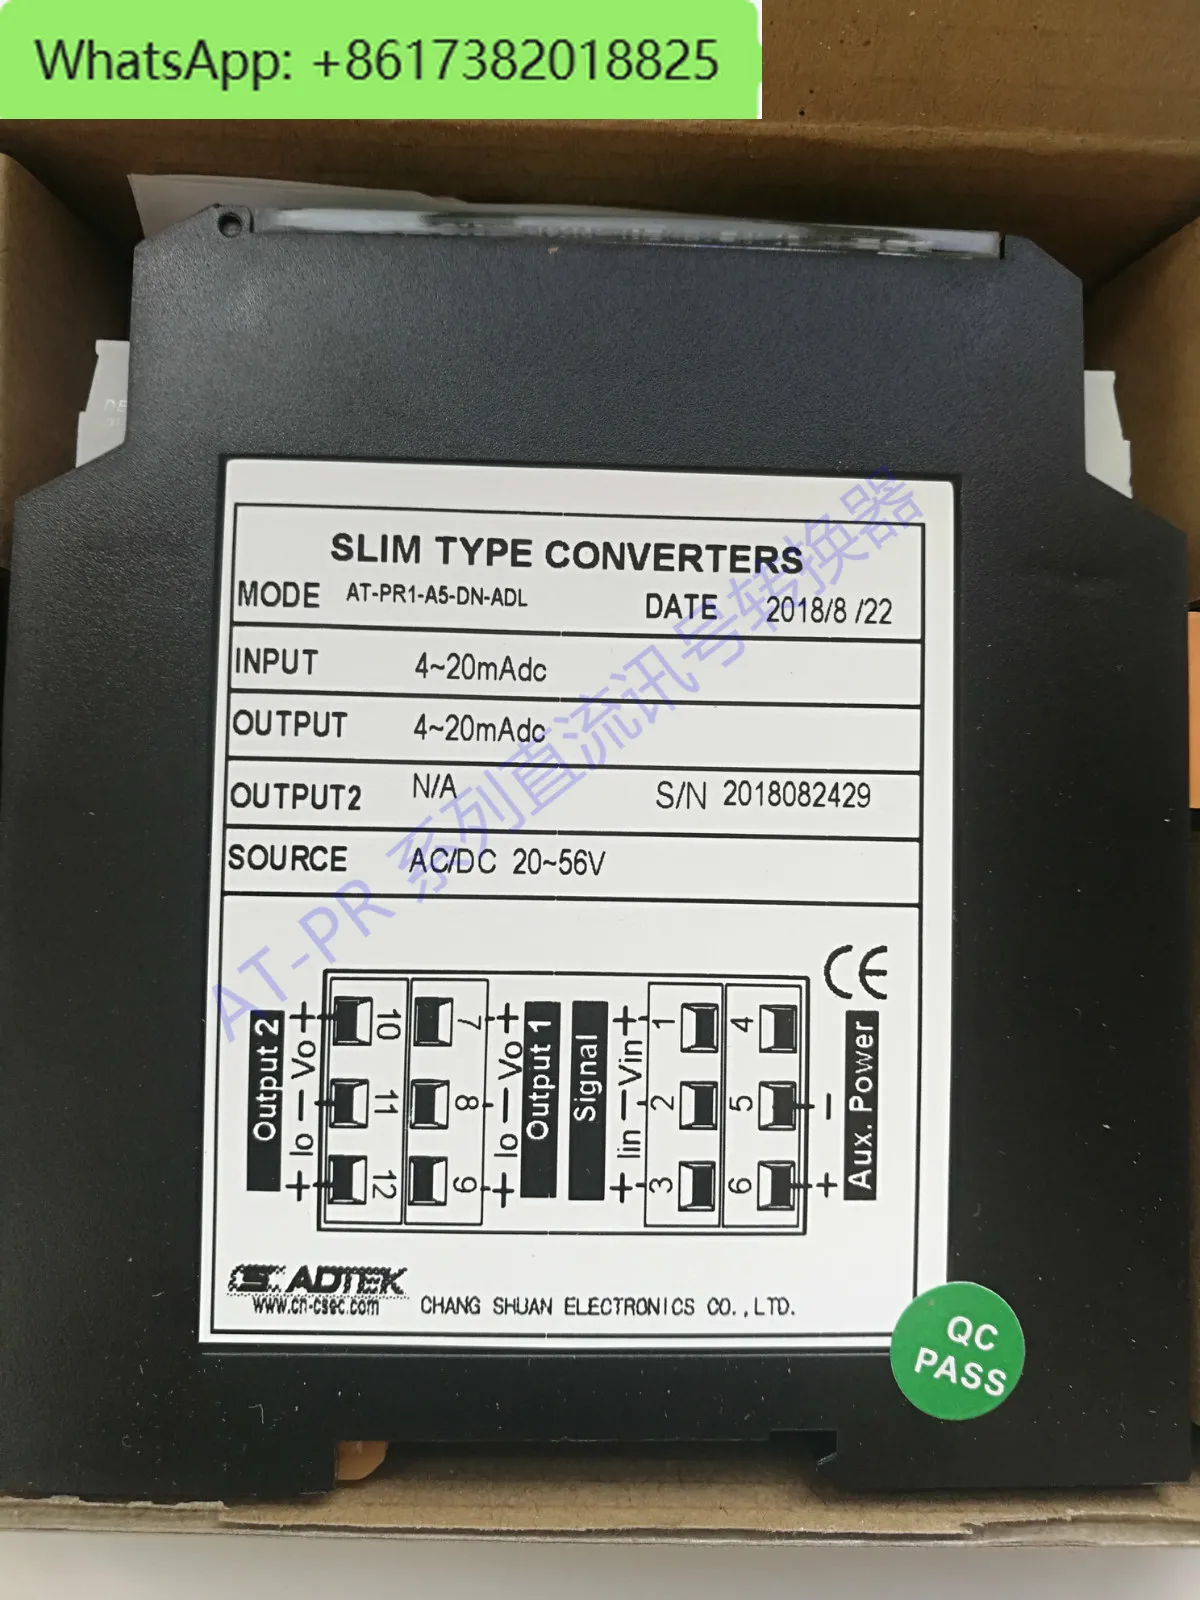 WhatsApp: +8617382018825
SLIM TYPE CONVERTERS
MODE AT-PR1-A5-DN-ADL DATE 2018/8 /22
INPUT 4~20mAdc
OUTPUT 4~20mAdc
OUTPUT2 N/A S/N 2018082429
SOURCE AC/DC 20~56V
AT-PR 系列直流讯号转换器
CE
Output 2
+ Vo − Io +
10 11 12
7 8 9
+ Vo − Io +
Output 1
Signal
+ Vin − Iin +
1 2 3
4 5 6
− +
Aux. Power
ADTEK
www.cn-csec.com CHANG SHUAN ELECTRONICS CO.,LTD.
QC
PASS